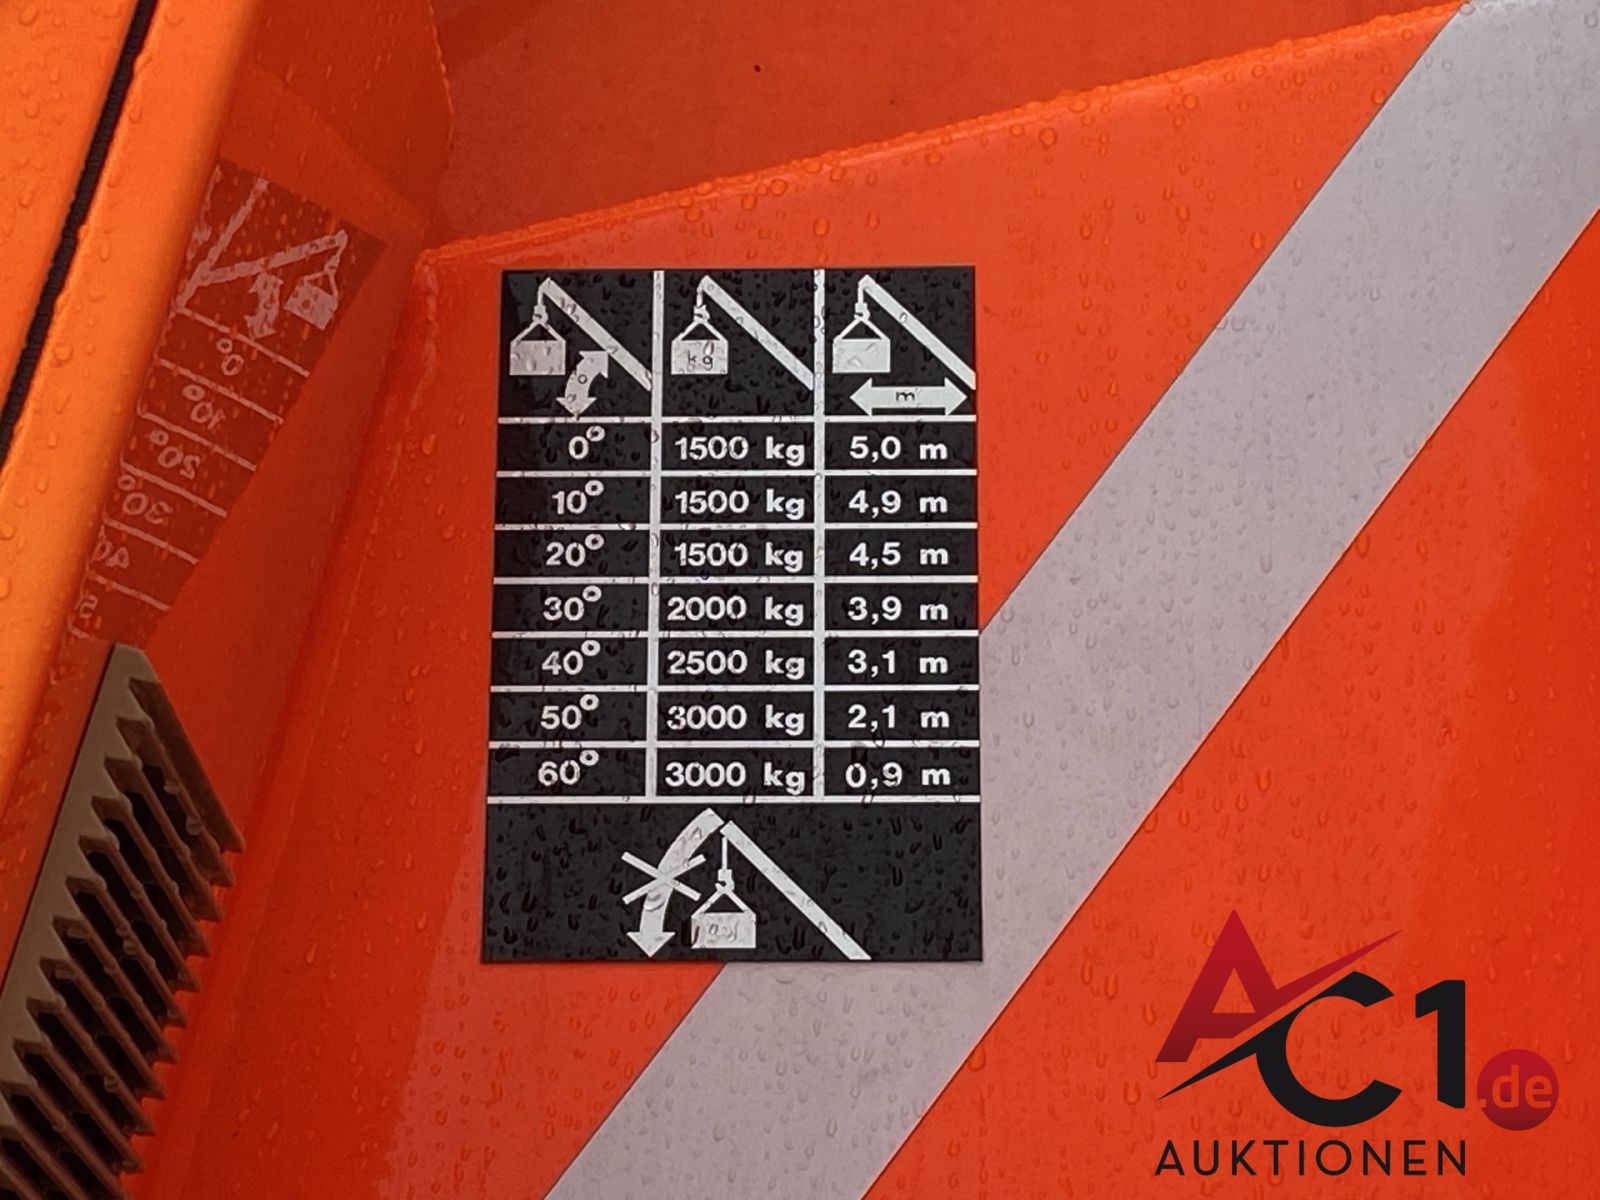 kg
m
0° 1500 kg 5,0 m
10° 1500 kg 4,9 m
20° 1500 kg 4,5 m
30° 2000 kg 3,9 m
40° 2500 kg 3,1 m
50° 3000 kg 2,1 m
60° 3000 kg 0,9 m
AC1.de
AUKTIONEN